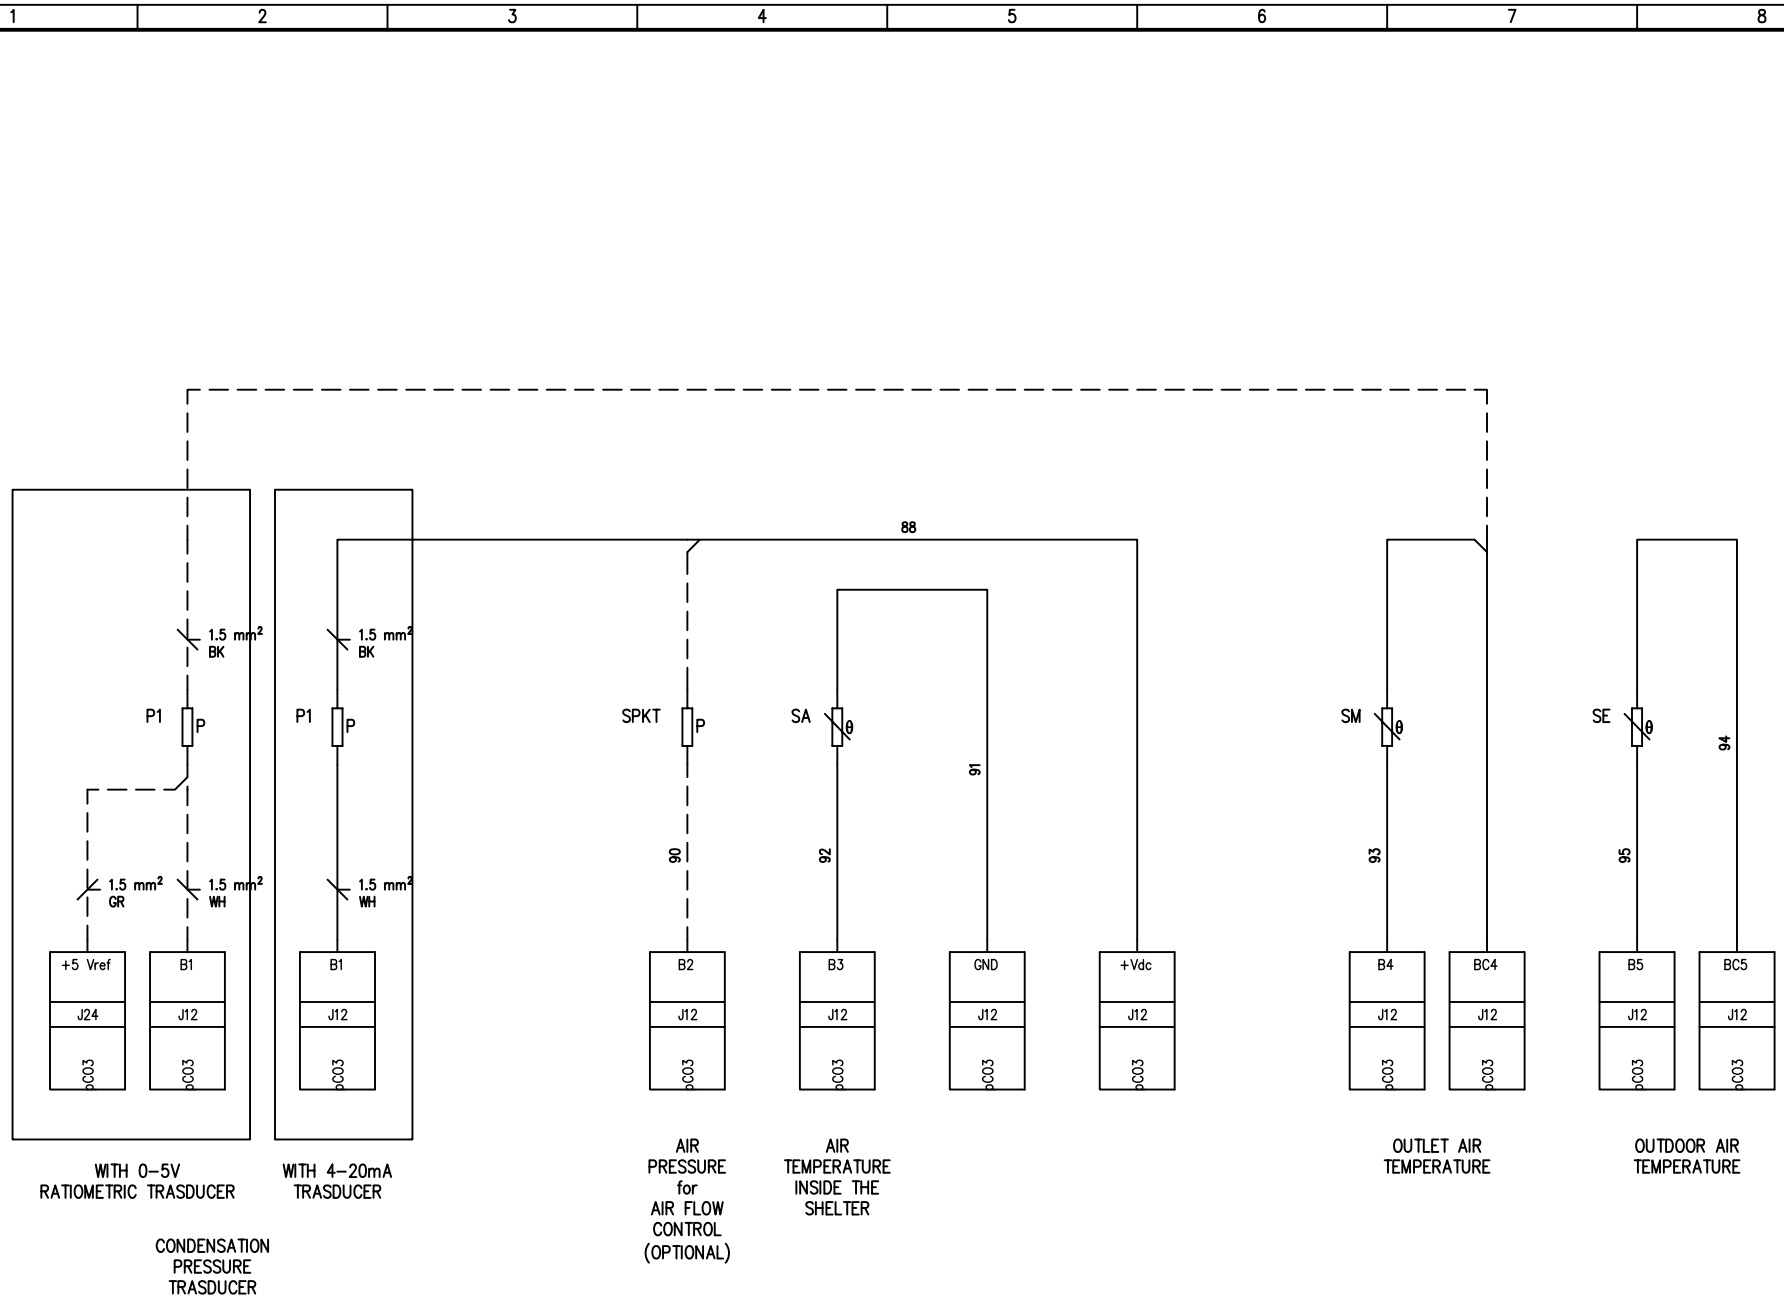 1 2 3 4 5 6 7 8
88
1.5 mm²
BK
1.5 mm²
BK
P1 P
P1 P
SPKT P
SA θ
SM θ
SE θ
91
94
90
92
93
95
1.5 mm²
GR
1.5 mm²
WH
1.5 mm²
WH
+5 Vref
J24
pCO3
B1
J12
pCO3
B1
J12
pCO3
B2
J12
pCO3
B3
J12
pCO3
GND
J12
pCO3
+Vdc
J12
pCO3
B4
J12
pCO3
BC4
J12
pCO3
B5
J12
pCO3
BC5
J12
pCO3
WITH 0-5V
RATIOMETRIC TRASDUCER
WITH 4-20mA
TRASDUCER
CONDENSATION
PRESSURE
TRASDUCER
AIR
PRESSURE
for
AIR FLOW
CONTROL
(OPTIONAL)
AIR
TEMPERATURE
INSIDE THE
SHELTER
OUTLET AIR
TEMPERATURE
OUTDOOR AIR
TEMPERATURE